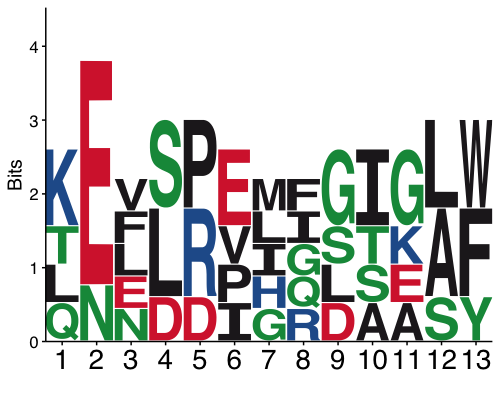 Bits
4
3
2
1
0
K E V S P E M F G I G L W
T N F L R V L I S T K A F
L L D D P I G L S E S Y
Q E I H Q D A A
N G R
1 2 3 4 5 6 7 8 9 10 11 12 13